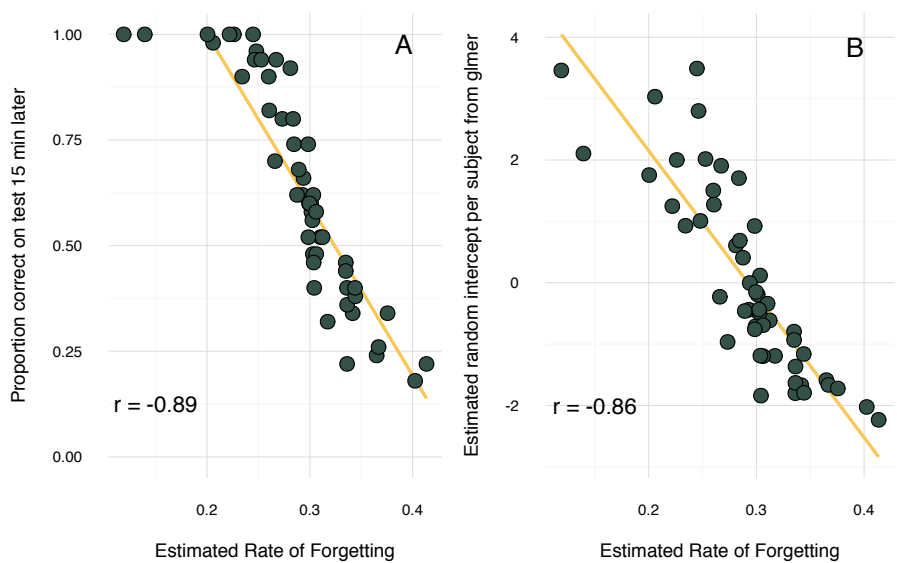 A
Proportion correct on test 15 min later
1.00
0.75
0.50
0.25
0.00
r = -0.89
0.2 0.3 0.4
Estimated Rate of Forgetting
B
Estimated random intercept per subject from glmer
4
2
0
-2
r = -0.86
0.2 0.3 0.4
Estimated Rate of Forgetting